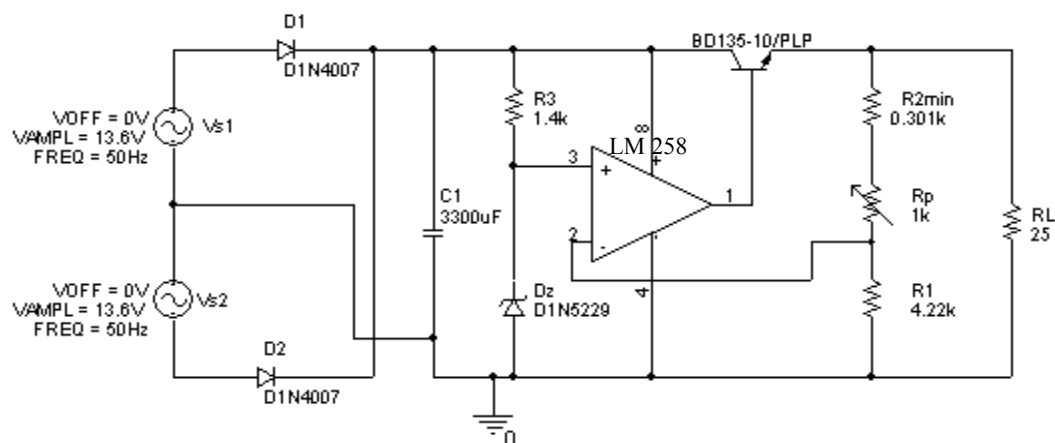 D1
D1N4007
BD135-10/PLP
VOFF = 0V
VAMPL = 13.6V
FREQ = 50Hz
Vs1
R3
1.4k
8
LM 258
+
3
+
1
2
-
-
4
R2min
0.301k
Rp
1k
RL
25
C1
3300uF
VOFF = 0V
VAMPL = 13.6V
FREQ = 50Hz
Vs2
Dz
D1N5229
R1
4.22k
D2
D1N4007
0